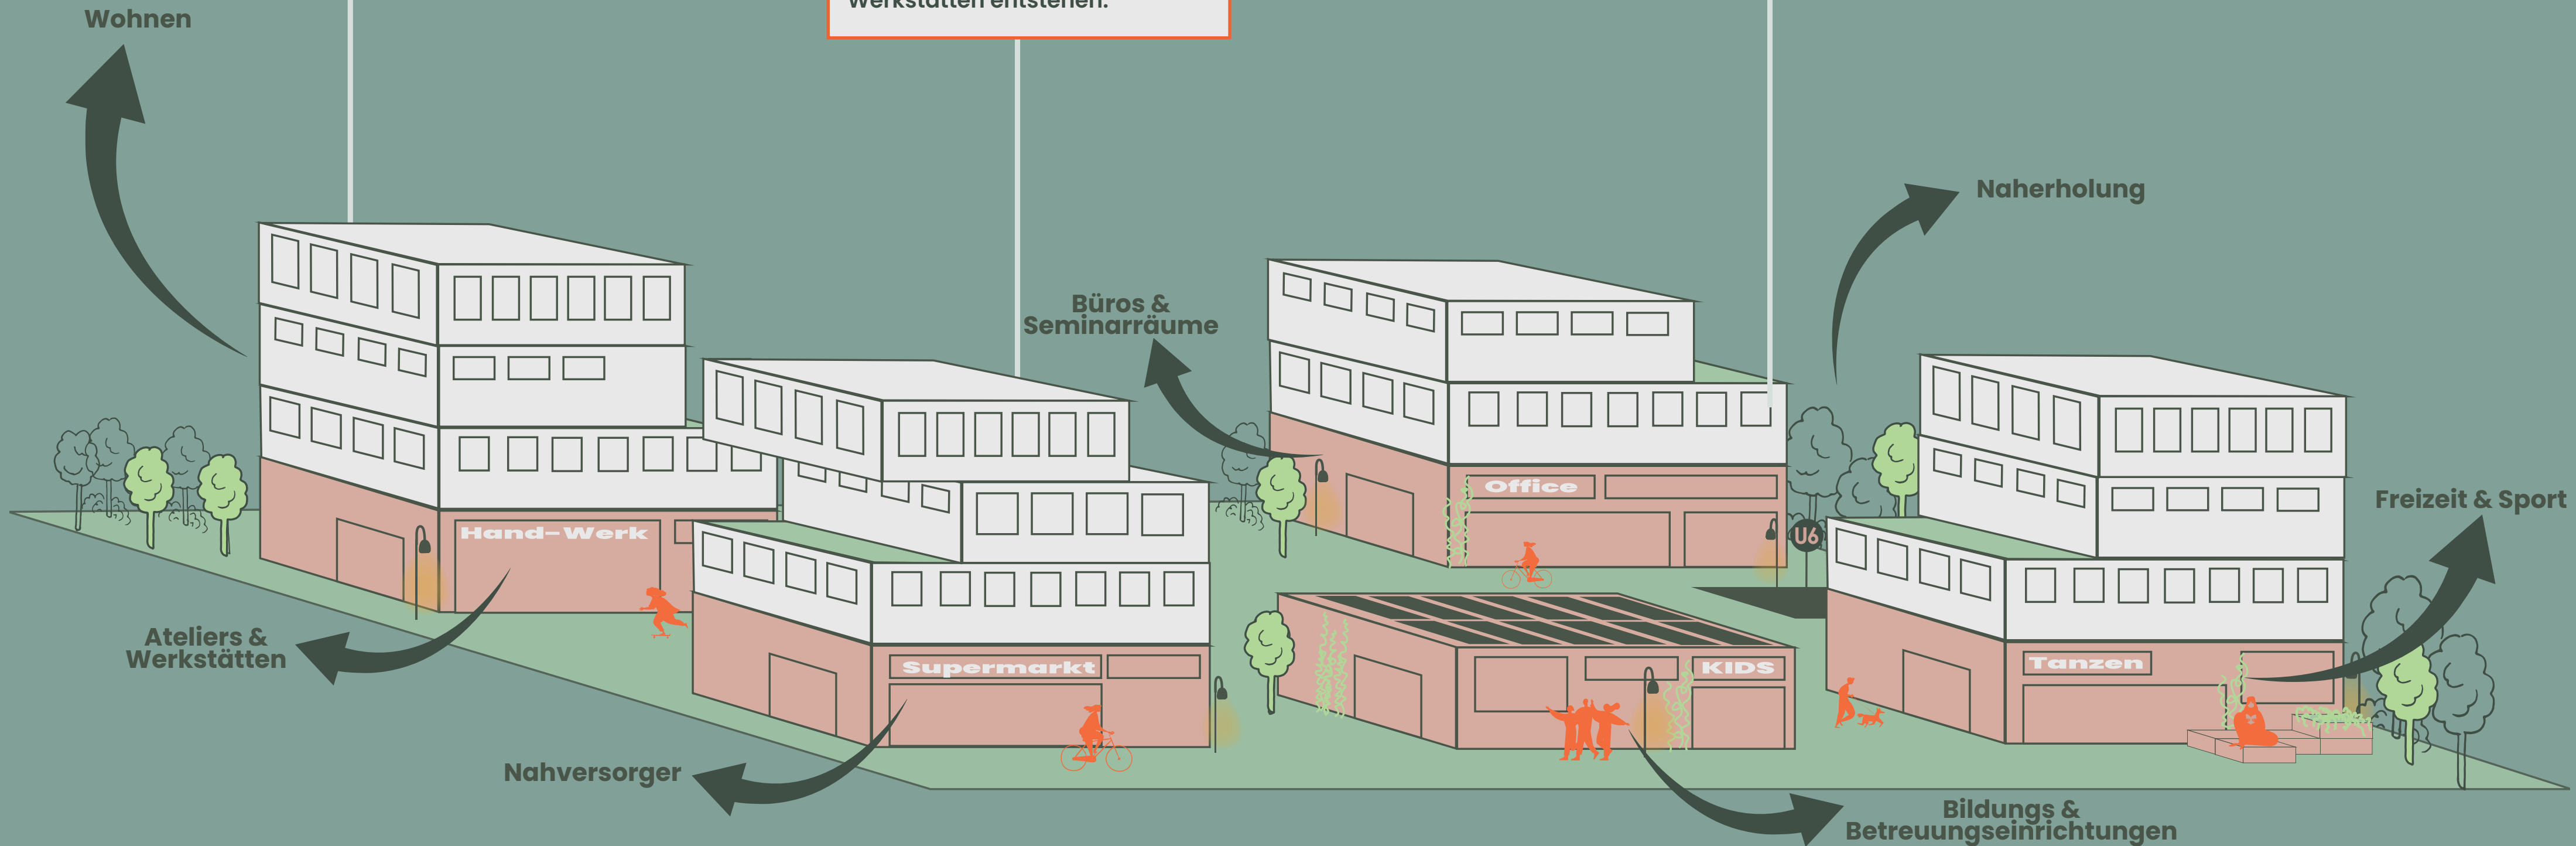 Werkstätten entstehen.
Wohnen
Naherholung
Büros &
Seminarräume
Office
Freizeit & Sport
Hand-Werk
U6
Ateliers &
Werkstätten
Supermarkt
KIDS
Tanzen
Nahversorger
Bildungs &
Betreuungseinrichtungen